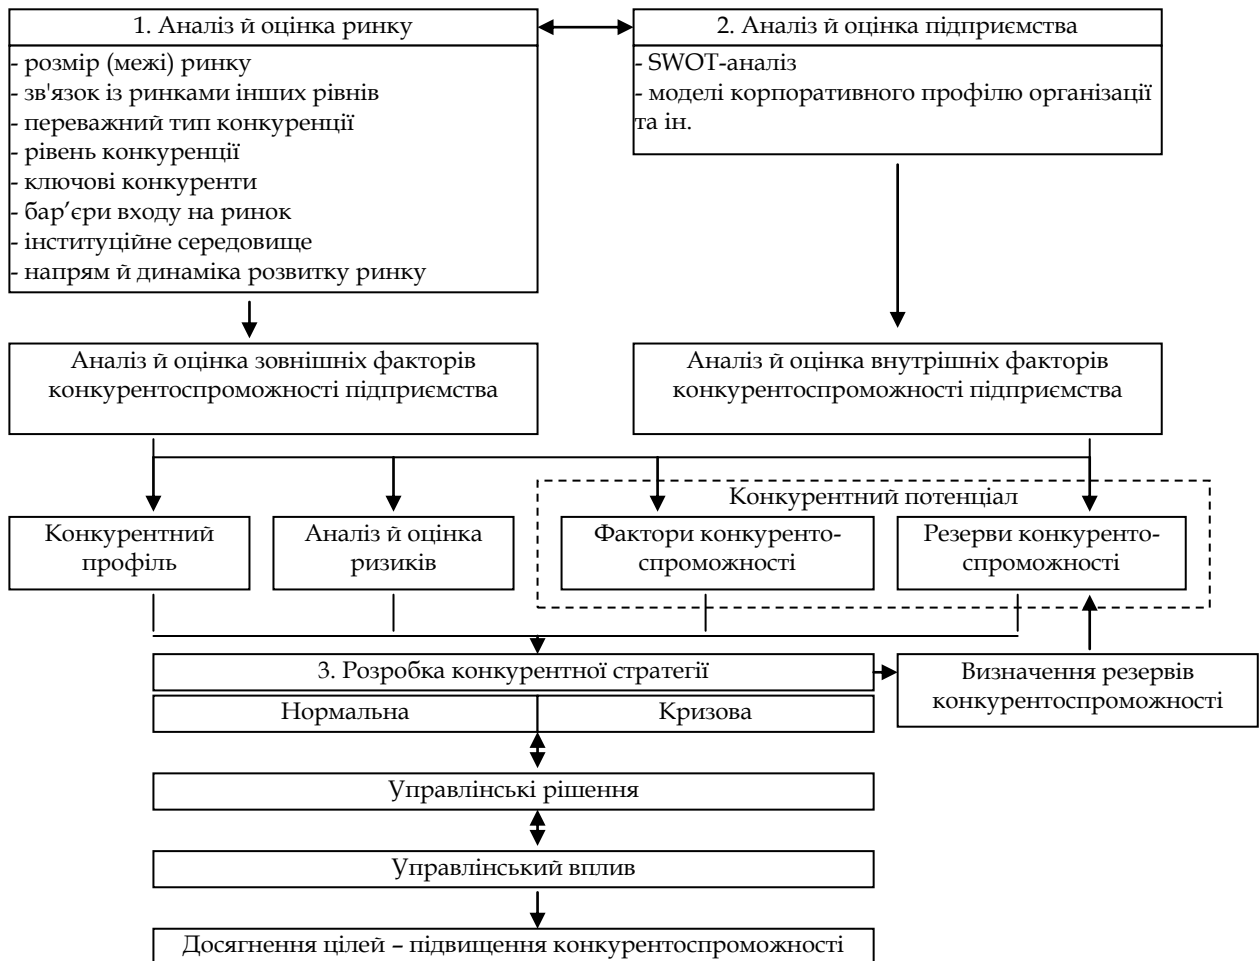 1. Аналіз й оцінка ринку
- розмір (межі) ринку
- зв'язок із ринками інших рівнів
- переважний тип конкуренції
- рівень конкуренції
- ключові конкуренти
- бар’єри входу на ринок
- інституційне середовище
- напрям й динаміка розвитку ринку
2. Аналіз й оцінка підприємства
- SWOT-аналіз
- моделі корпоративного профілю організації
та ін.
Аналіз й оцінка зовнішніх факторів
конкурентоспроможності підприємства
Аналіз й оцінка внутрішніх факторів
конкурентоспроможності підприємства
Конкурентний потенціал
Конкурентний
профіль
Аналіз й оцінка
ризиків
Фактори конкуренто-
спроможності
Резерви конкуренто-
спроможності
3. Розробка конкурентної стратегії
Нормальна
Кризова
Визначення резервів
конкурентоспроможності
Управлінські рішення
Управлінський вплив
Досягнення цілей – підвищення конкурентоспроможності